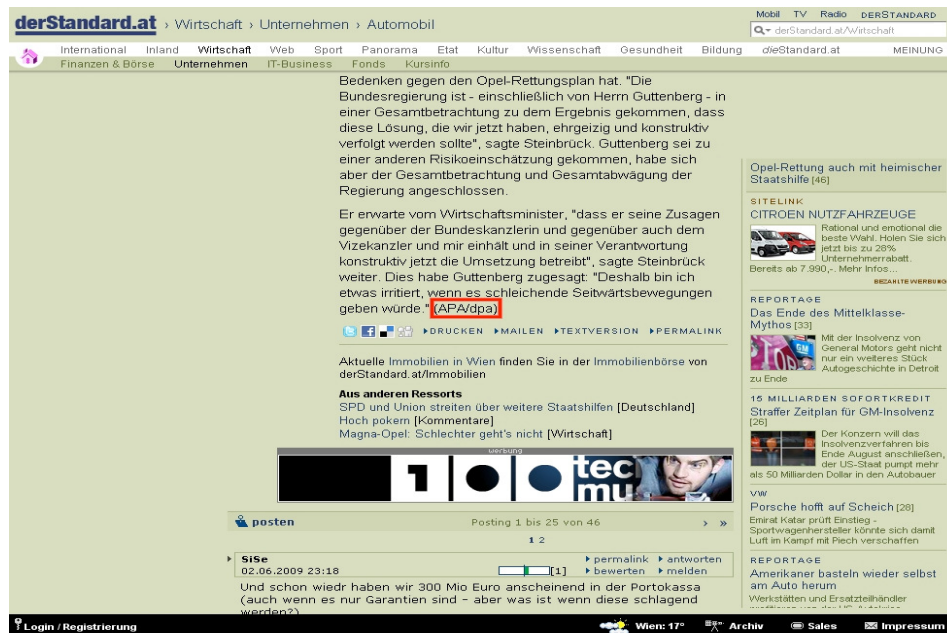 derStandard.at › Wirtschaft › Unternehmen › Automobil
Mobil TV Radio DERSTANDARD
derStandard.at/Wirtschaft
International Inland Wirtschaft Web Sport Panorama Etat Kultur Wissenschaft Gesundheit Bildung dieStandard.at MEINUNG
Finanzen & Börse Unternehmen IT-Business Fonds Kursinfo
Bedenken gegen den Opel-Rettungsplan hat. "Die
Bundesregierung ist - einschließlich von Herrn Guttenberg - in
einer Gesamtbetrachtung zu dem Ergebnis gekommen, dass
diese Lösung, die wir jetzt haben, ehrgeizig und konstruktiv
verfolgt werden sollte", sagte Steinbrück. Guttenberg sei zu
einer anderen Risikoeinschätzung gekommen, habe sich
aber der Gesamtbetrachtung und Gesamtabwägung der
Regierung angeschlossen.
Er erwarte vom Wirtschaftsminister, "dass er seine Zusagen
gegenüber der Bundeskanzlerin und gegenüber auch dem
Vizekanzler und mir einhält und in seiner Verantwortung
konstruktiv jetzt die Umsetzung betreibt", sagte Steinbrück
weiter. Dies habe Guttenberg zugesagt: "Deshalb bin ich
etwas irritiert, wenn es schleichende Seitwärtsbewegungen
geben würde." (APA/dpa)
DRUCKEN MAILEN TEXTVERSION PERMALINK
Aktuelle Immobilien in Wien finden Sie in der Immobilienbörse von
derStandard.at/Immobilien
Aus anderen Ressorts
SPD und Union streiten über weitere Staatshilfen [Deutschland]
Hoch pokern [Kommentare]
Magna-Opel: Schlechter geht's nicht [Wirtschaft]
Werbung
100 tec
mu
posten Posting 1 bis 25 von 46 › »
1 2
SiSe permalink antworten
02.06.2009 23:18 [1] bewerten melden
Und schon wiedr haben wir 300 Mio Euro anscheinend in der Portokassa
(auch wenn es nur Garantien sind - aber was ist wenn diese schlagend
werden?)
Opel-Rettung auch mit heimischer
Staatshilfe [46]
SITELINK
CITROEN NUTZFAHRZEUGE
Rational und emotional die
beste Wahl. Holen Sie sich
jetzt bis zu 28%
Unternehmerrabatt.
Bereits ab 7.990,-. Mehr Infos...
BEZAHLTE WERBUNG
REPORTAGE
Das Ende des Mittelklasse-
Mythos [33]
Mit der Insolvenz von
General Motors geht nicht
nur ein weiteres Stück
Autogeschichte in Detroit
zu Ende
15 MILLIARDEN SOFORTKREDIT
Straffer Zeitplan für GM-Insolvenz
[26]
Der Konzern will das
Insolvenzverfahren bis
Ende August anschließen,
der US-Staat pumpt mehr
als 50 Milliarden Dollar in den Autobauer
VW
Porsche hofft auf Scheich [28]
Emirat Katar prüft Einstieg -
Sportwagenhersteller könnte sich damit
Luft im Kampf mit Piech verschaffen
REPORTAGE
Amerikaner basteln wieder selbst
am Auto herum
Werkstätten und Ersatzteilhändler
Login / Registrierung Wien: 17° Archiv Sales Impressum